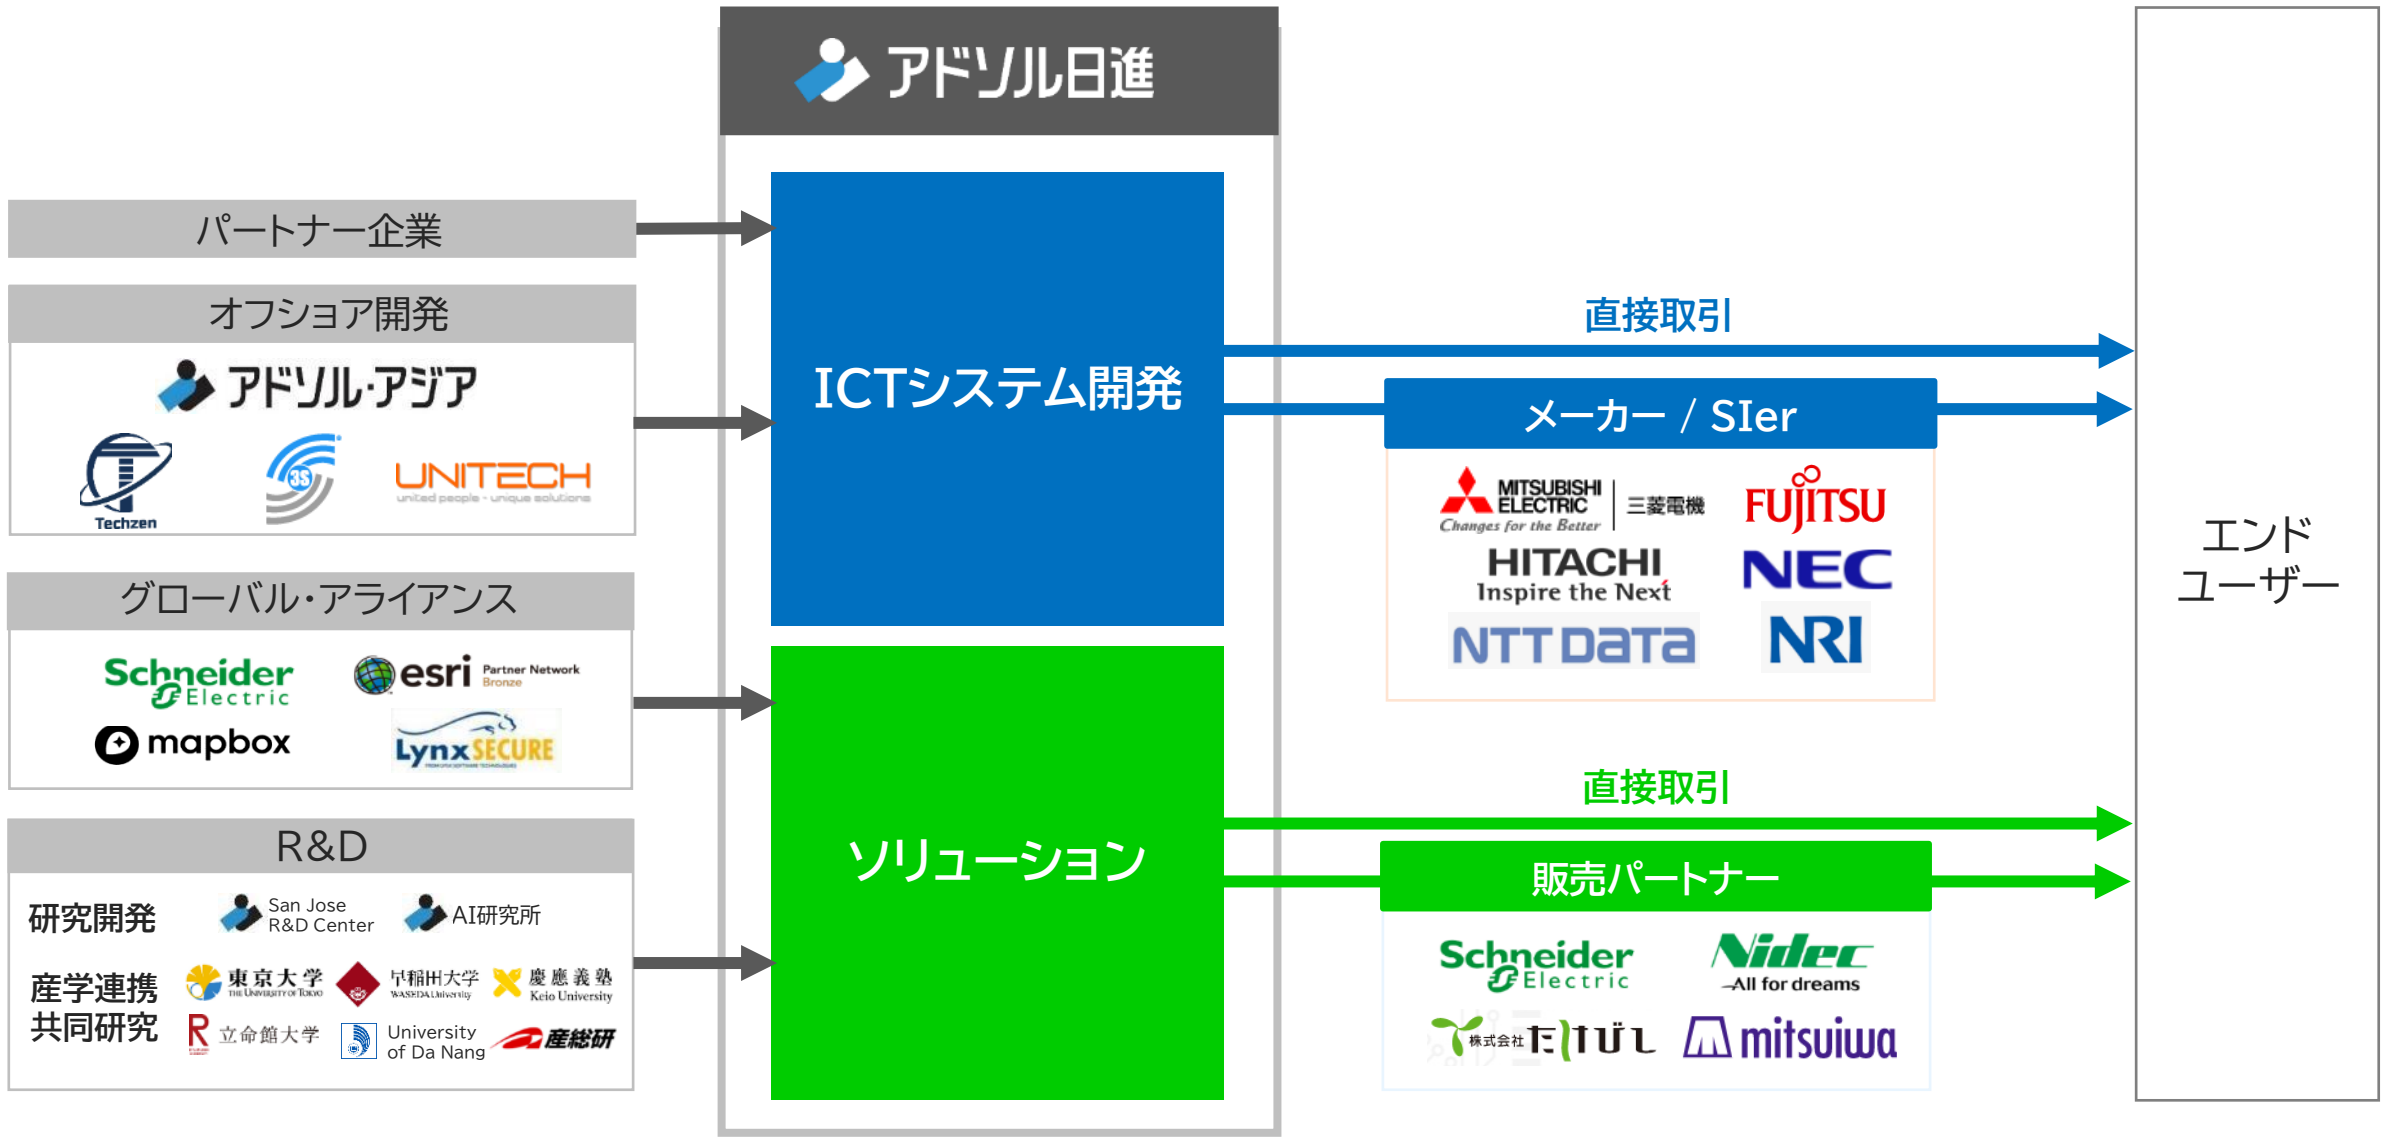 アドソル日進
パートナー企業
オフショア開発
アドソル・アジア
Techzen
3S
UNITECH
united people - unique solutions
グローバル・アライアンス
Schneider
Electric
esri Partner Network
Bronze
mapbox
LynxSECURE
FROM LYNX SOFTWARE TECHNOLOGIES
R&D
研究開発
San Jose
R&D Center
AI研究所
産学連携
共同研究
東京大学
THE UNIVERSITY OF TOKYO
早稲田大学
WASEDA University
慶應義塾
Keio University
R 立命館大学
University
of Da Nang
産総研
ICTシステム開発
ソリューション
直接取引
メーカー / SIer
MITSUBISHI
ELECTRIC
Changes for the Better
三菱電機
FUJITSU
HITACHI
Inspire the Next
NEC
NTT DATA
NRI
直接取引
販売パートナー
Schneider
Electric
Nidec
All for dreams
株式会社 たけびし
mitsuiwa
エンド
ユーザー